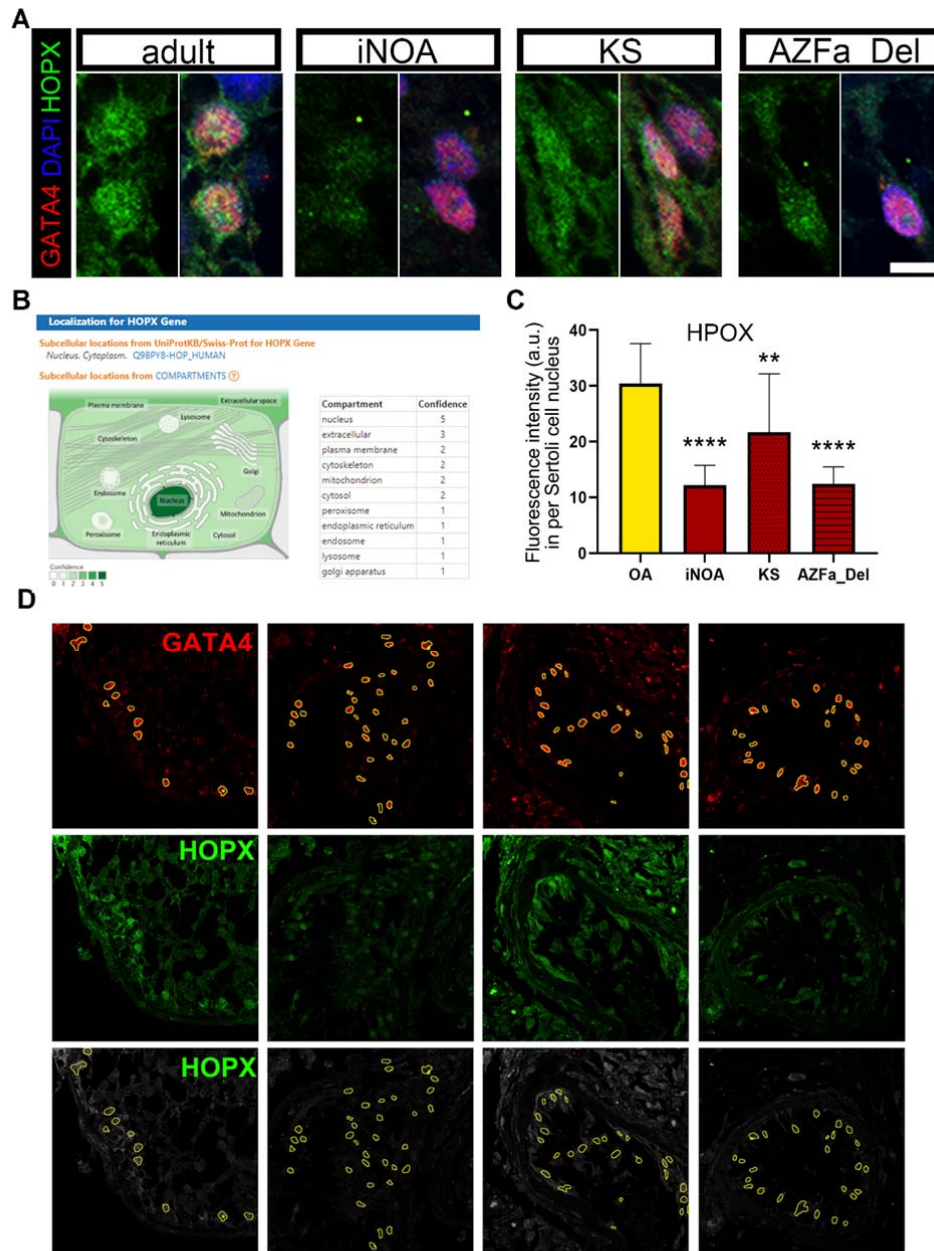 A
adult
iNOA
KS
AZFa_Del
GATA4 DAPI HOPX
B
Localization for HOPX Gene
Subcellular locations from UniProtKB/Swiss-Prot for HOPX Gene
Nucleus. Cytoplasm. Q9BPY8-HOP_HUMAN
Subcellular locations from COMPARTMENTS ?
Plasma membrane
Extracellular space
Lysosome
Cytoskeleton
Golgi
Endosome
Nucleus
Mitochondrion
Peroxisome
Endoplasmic reticulum
Cytosol
Confidence
0 1 2 3 4 5
Compartment Confidence
nucleus 5
extracellular 3
plasma membrane 2
cytoskeleton 2
mitochondrion 2
cytosol 2
peroxisome 1
endoplasmic reticulum 1
endosome 1
lysosome 1
golgi apparatus 1
C
HPOX
Fluorescence intensity (a.u.)
in per Sertoli cell nucleus
40
30
20
10
0
****
**
****
OA iNOA KS AZFa_Del
D
GATA4
HOPX
HOPX